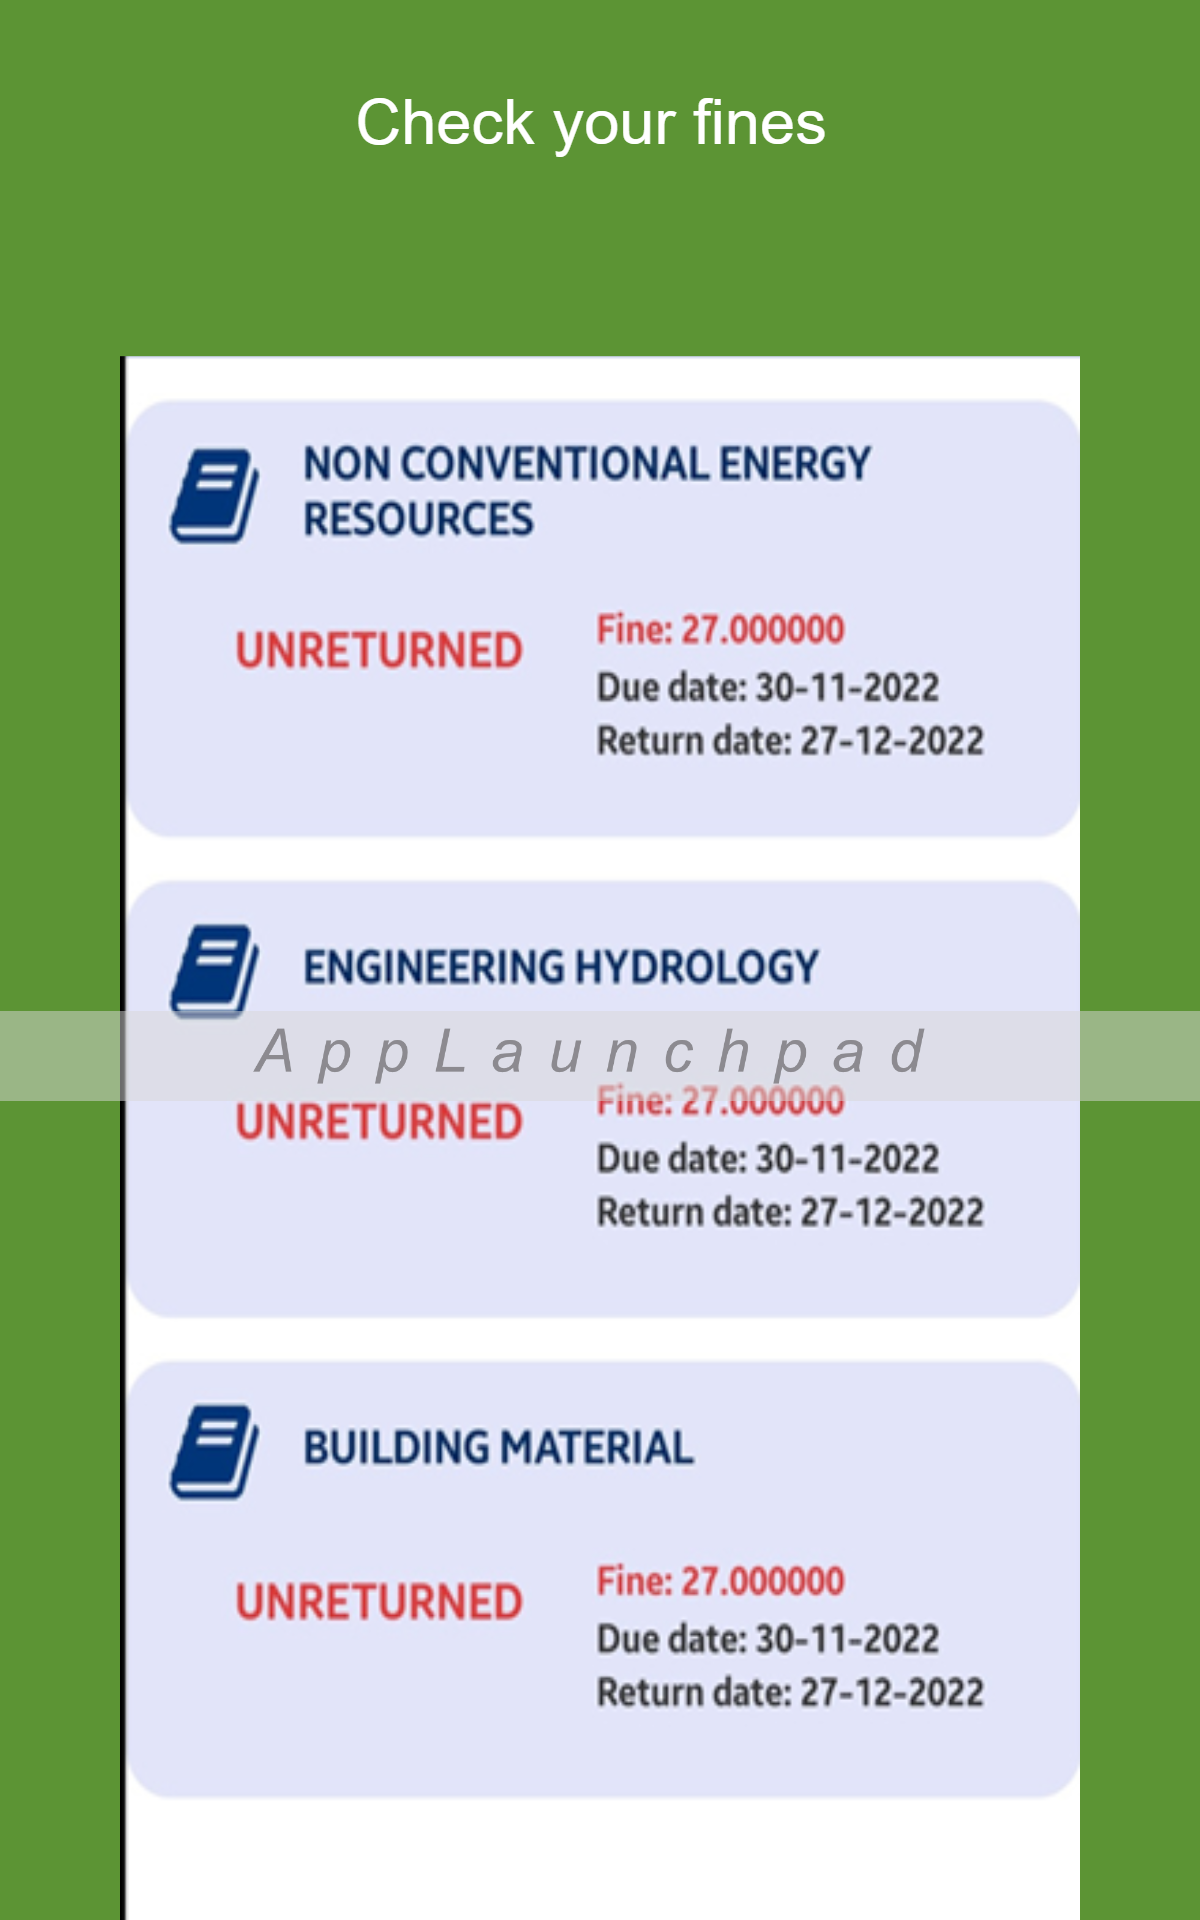 Check your fines
NON CONVENTIONAL ENERGY
RESOURCES
UNRETURNED
Fine: 27.000000
Due date: 30-11-2022
Return date: 27-12-2022
ENGINEERING HYDROLOGY
AppLaunchpad
UNRETURNED
Fine: 27.000000
Due date: 30-11-2022
Return date: 27-12-2022
BUILDING MATERIAL
UNRETURNED
Fine: 27.000000
Due date: 30-11-2022
Return date: 27-12-2022